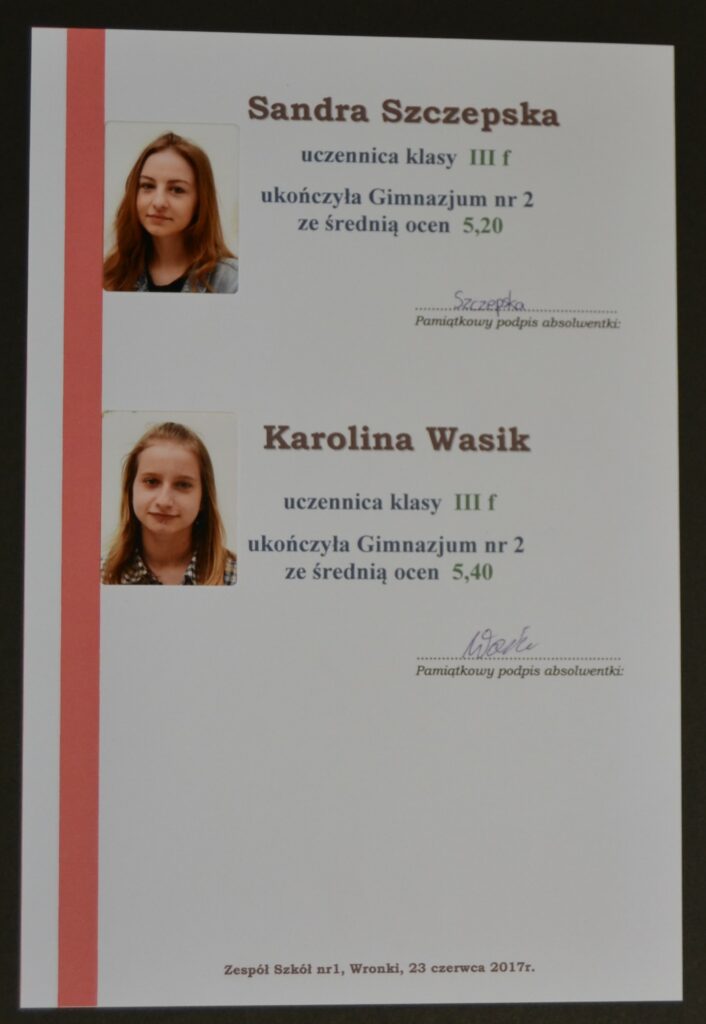 Sandra Szczepska
uczennica klasy III f
ukończyła Gimnazjum nr 2
ze średnią ocen 5,20
Szczepska
Pamiątkowy podpis absolwentki:
Karolina Wasik
uczennica klasy III f
ukończyła Gimnazjum nr 2
ze średnią ocen 5,40
Wasik
Pamiątkowy podpis absolwentki:
Zespół Szkół nr1, Wronki, 23 czerwca 2017r.